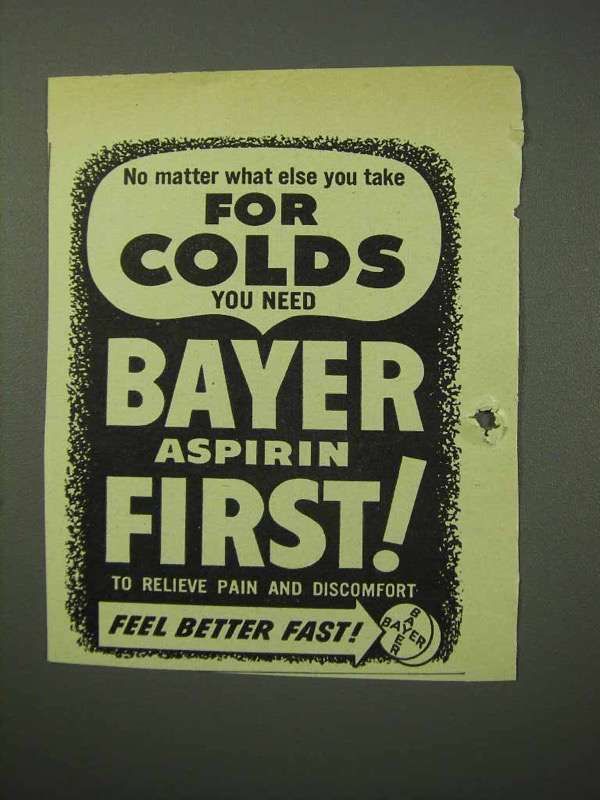 No matter what else you take
FOR
COLDS
YOU NEED
BAYER
ASPIRIN
FIRST!
TO RELIEVE PAIN AND DISCOMFORT
FEEL BETTER FAST!
BAYER
BAYER